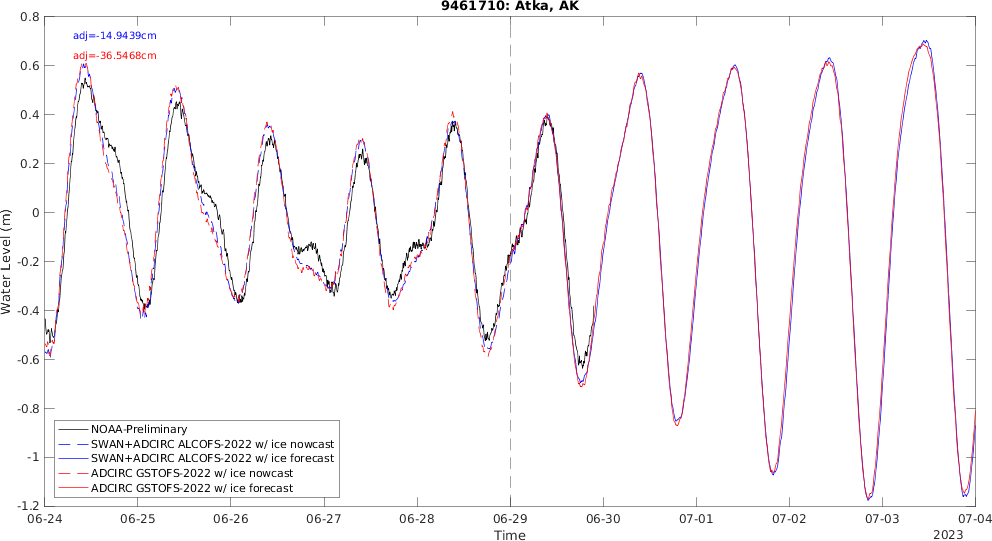 9461710: Atka, AK
adj=-14.9439cm
adj=-36.5468cm
0.8
0.6
0.4
0.2
0
-0.2
-0.4
-0.6
-0.8
-1
-1.2
Water Level (m)
NOAA-Preliminary
SWAN+ADCIRC ALCOFS-2022 w/ ice nowcast
SWAN+ADCIRC ALCOFS-2022 w/ ice forecast
ADCIRC GSTOFS-2022 w/ ice nowcast
ADCIRC GSTOFS-2022 w/ ice forecast
06-24 06-25 06-26 06-27 06-28 06-29 06-30 07-01 07-02 07-03 07-04
Time
2023